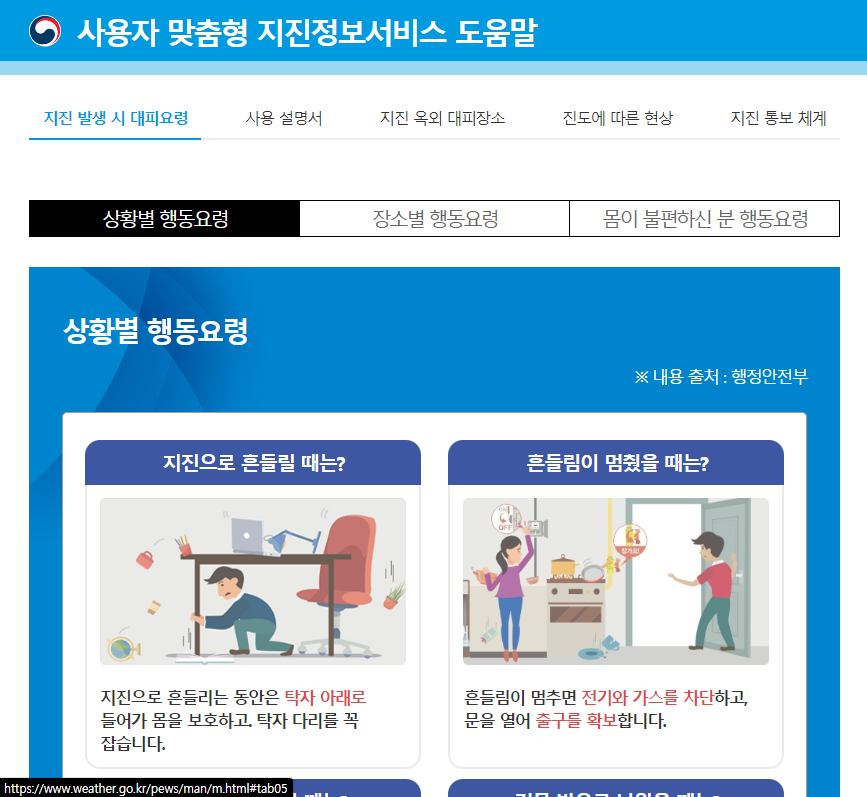 사용자 맞춤형 지진정보서비스 도움말
지진 발생 시 대피요령
사용 설명서
지진 옥외 대피장소
진도에 따른 현상
지진 통보 체계
상황별 행동요령
장소별 행동요령
몸이 불편하신 분 행동요령
상황별 행동요령
※ 내용 출처 : 행정안전부
지진으로 흔들릴 때는?
지진으로 흔들리는 동안은 탁자 아래로
들어가 몸을 보호하고. 탁자 다리를 꼭
잡습니다.
흔들림이 멈췄을 때는?
ON
OFF
잠가요!
흔들림이 멈추면 전기와 가스를 차단하고,
문을 열어 출구를 확보합니다.
https://www.weather.go.kr/pews/man/m.html#tab05